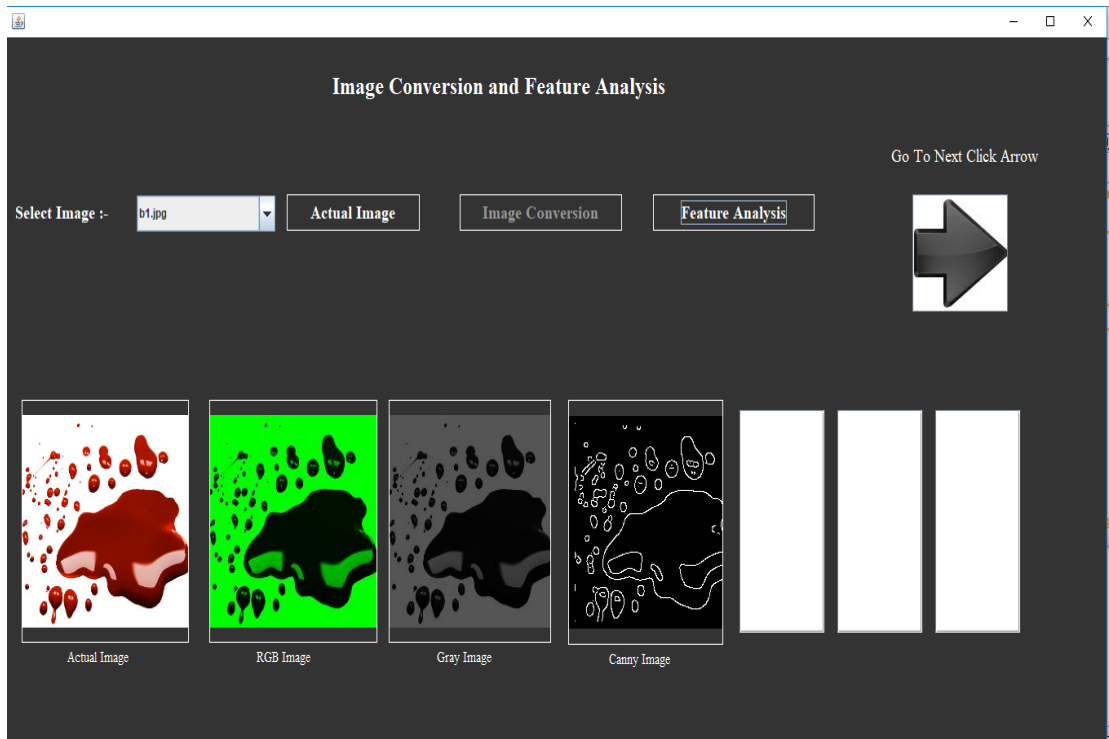 Image Conversion and Feature Analysis
Go To Next Click Arrow
Select Image :-
b1.jpg
Actual Image
Image Conversion
Feature Analysis
Actual Image
RGB Image
Gray Image
Canny Image